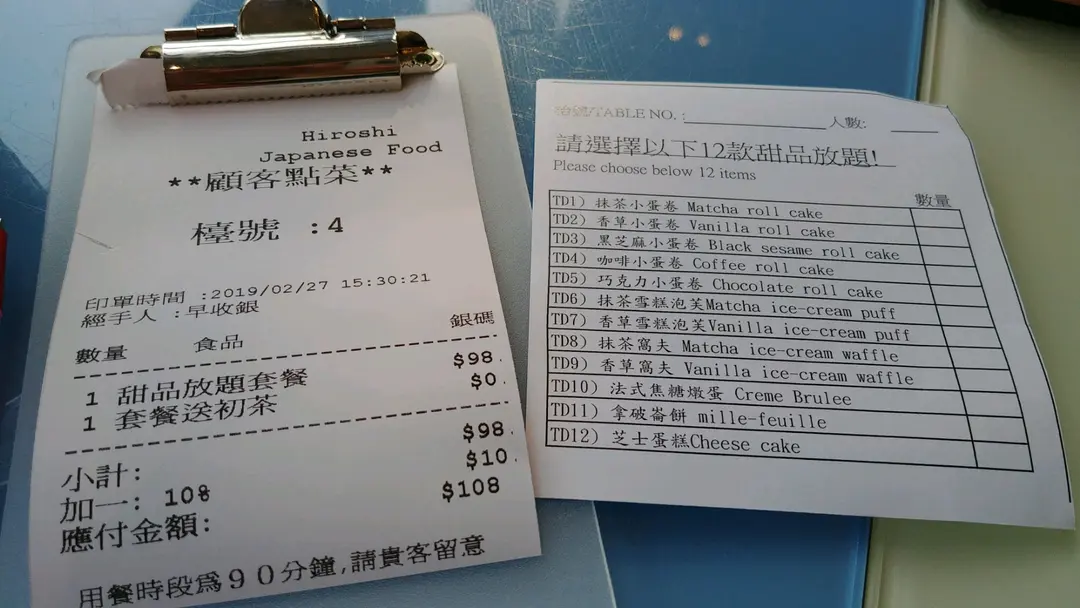 Hiroshi
Japanese Food
**顧客點菜**
檯號 :4
印單時間 :2019/02/27 15:30:21
經手人 :早收銀
數量 食品 銀碼
1 甜品放題套餐 $98.
1 套餐送初茶 $0.
小計: $98.
加一: 10% $10.
應付金額: $108
用餐時段爲90分鐘,請貴客留意
枱號/TABLE NO. : 人數:
請選擇以下12款甜品放題!
Please choose below 12 items
數量
TD1) 抹茶小蛋卷 Matcha roll cake
TD2) 香草小蛋卷 Vanilla roll cake
TD3) 黑芝麻小蛋卷 Black sesame roll cake
TD4) 咖啡小蛋卷 Coffee roll cake
TD5) 巧克力小蛋卷 Chocolate roll cake
TD6) 抹茶雪糕泡芙Matcha ice-cream puff
TD7) 香草雪糕泡芙Vanilla ice-cream puff
TD8) 抹茶窩夫 Matcha ice-cream waffle
TD9) 香草窩夫 Vanilla ice-cream waffle
TD10) 法式焦糖燉蛋 Creme Brulee
TD11) 拿破崙餅 mille-feuille
TD12) 芝士蛋糕Cheese cake